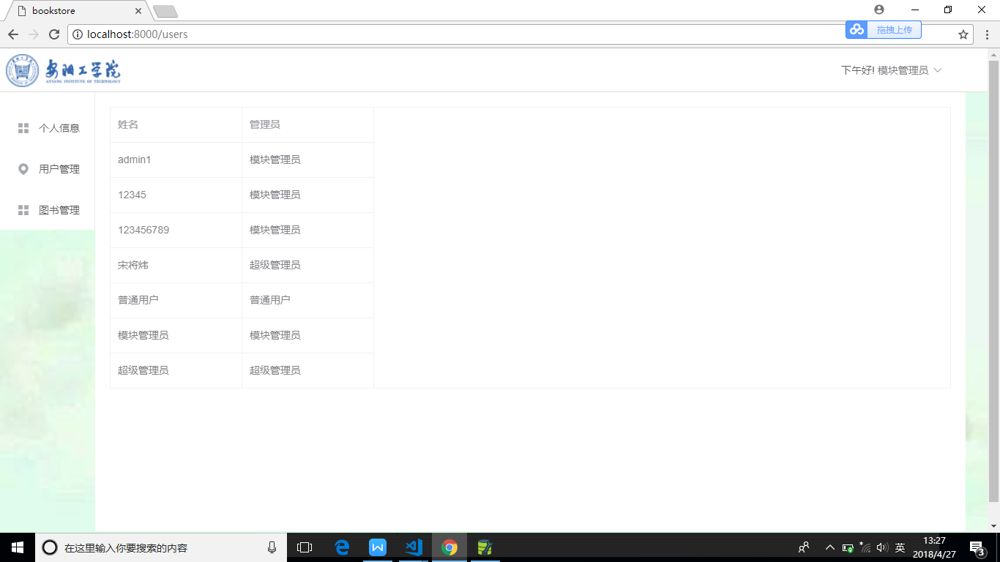 bookstore
localhost:8000/users
拖拽上传
安阳工学院
ANYANG INSTITUTE OF TECHNOLOGY
下午好! 模块管理员
个人信息
用户管理
图书管理
姓名 管理员
admin1 模块管理员
12345 模块管理员
123456789 模块管理员
宋将炜 超级管理员
普通用户 普通用户
模块管理员 模块管理员
超级管理员 超级管理员
在这里输入你要搜索的内容
英
13:27
2018/4/27
3